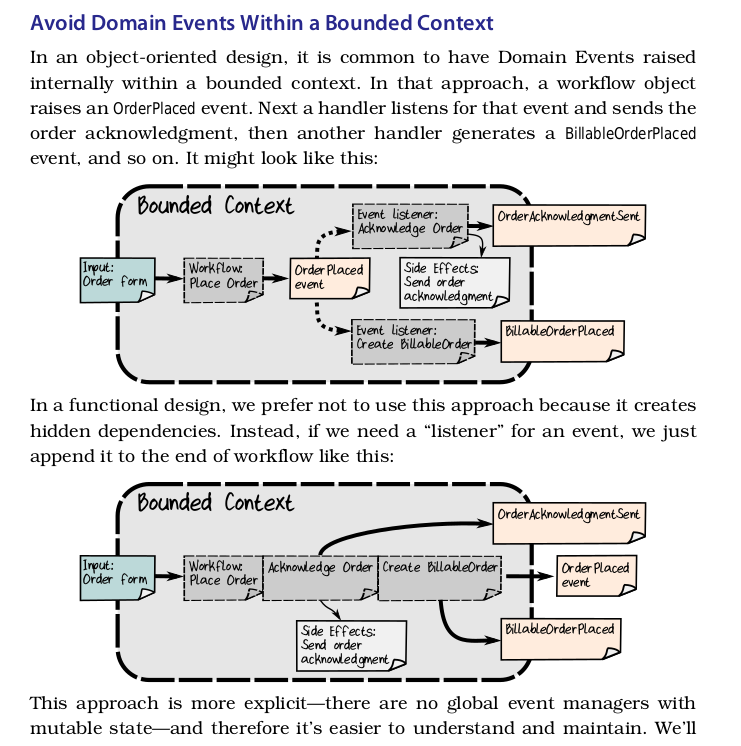 Avoid Domain Events Within a Bounded Context
In an object-oriented design, it is common to have Domain Events raised
internally within a bounded context. In that approach, a workflow object
raises an OrderPlaced event. Next a handler listens for that event and sends the
order acknowledgment, then another handler generates a BillableOrderPlaced
event, and so on. It might look like this:
Bounded Context
Event listener:
Acknowledge Order
OrderAcknowledgmentSent
Input:
Order form
Workflow:
Place Order
OrderPlaced
event
Side Effects:
Send order
acknowledgment
Event listener:
Create BillableOrder
BillableOrderPlaced
In a functional design, we prefer not to use this approach because it creates
hidden dependencies. Instead, if we need a “listener” for an event, we just
append it to the end of workflow like this:
Bounded Context
OrderAcknowledgmentSent
Input:
Order form
Workflow:
Place Order
Acknowledge Order
Create BillableOrder
OrderPlaced
event
Side Effects:
Send order
acknowledgment
BillableOrderPlaced
This approach is more explicit—there are no global event managers with
mutable state—and therefore it’s easier to understand and maintain. We’ll